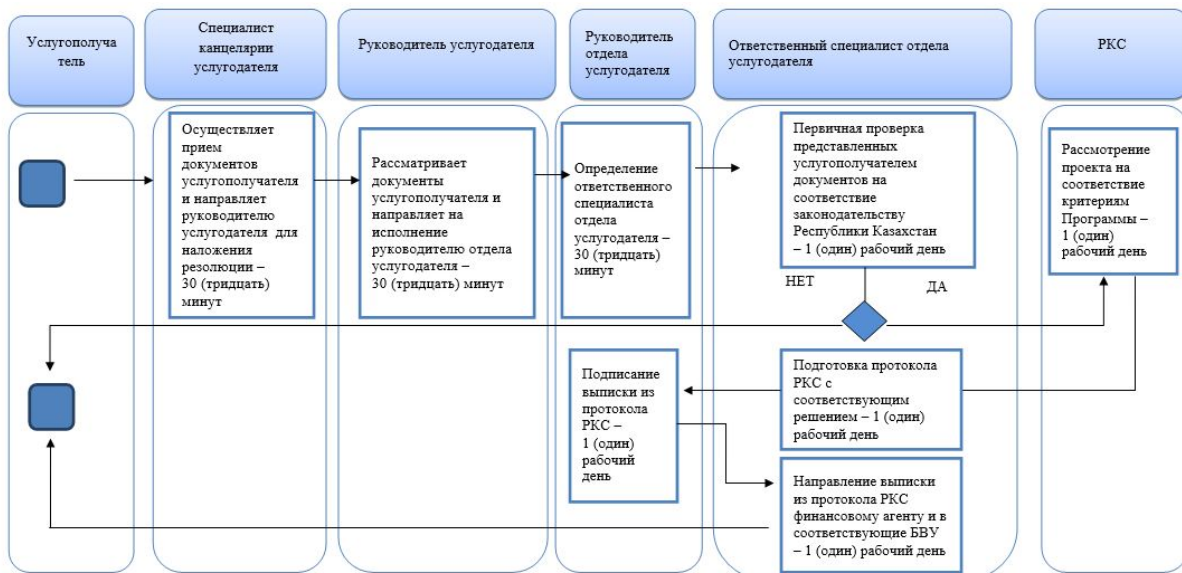 Услугополуча
тель
Специалист
канцелярии
услугодателя
Руководитель услугодателя
Руководитель
отдела
услугодателя
Ответственный специалист отдела
услугодателя
РКС
Осуществляет
прием
документов
услугополучателя
и направляет
руководителю
услугодателя для
наложения
резолюции –
30 (тридцать)
минут
Рассматривает
документы
услугополучателя и
направляет на
исполнение
руководителю отдела
услугодателя –
30 (тридцать) минут
Определение
ответственного
специалиста
отдела
услугодателя –
30 (тридцать)
минут
Первичная проверка
представленных
услугополучателем
документов на
соответствие
законодательству
Республики Казахстан
– 1 (один) рабочий день
Рассмотрение
проекта на
соответствие
критериям
Программы –
1 (один)
рабочий день
НЕТ
ДА
Подписание
выписки из
протокола
РКС –
1 (один)
рабочий
день
Подготовка протокола
РКС с
соответствующим
решением – 1 (один)
рабочий день
Направление выписки
из протокола РКС
финансовому агенту и в
соответствующие БВУ
– 1 (один) рабочий день